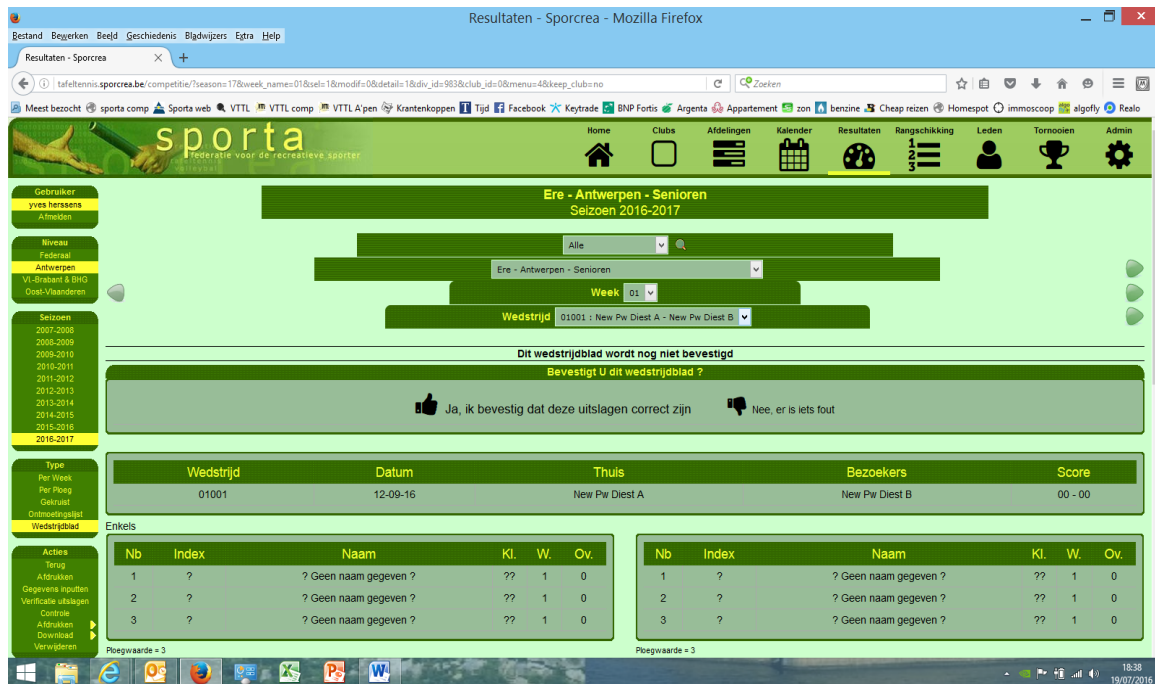 Resultaten - Sporcrea - Mozilla Firefox
Bestand Bewerken Beeld Geschiedenis Bladwijzers Extra Help
Resultaten - Sporcrea
tafeltennis.sporcrea.be/competitie/?season=17&week_name=01&sel=1&modif=0&detail=1&div_id=983&club_id=0&menu=4&keep_club=no
Zoeken
Meest bezocht sporta comp Sporta web VTTL VTTL comp VTTL A'pen Krantenkoppen Tijd Facebook Keytrade BNP Fortis Argenta Appartement zon benzine Cheap reizen Homespot immoscoop algofly Realo
sporta
federatie voor de recreatieve sporter
volleybal
Home Clubs Afdelingen Kalender Resultaten Rangschikking Leden Tornooien Admin
Gebruiker
yves herssens
Afmelden
Niveau
Federaal
Antwerpen
Vl.-Brabant & BHG
Oost-Vlaanderen
Seizoen
2007-2008
2008-2009
2009-2010
2010-2011
2011-2012
2012-2013
2013-2014
2014-2015
2015-2016
2016-2017
Type
Per Week
Per Ploeg
Gekruist
Ontmoetingslijst
Wedstrijdblad
Acties
Terug
Afdrukken
Gegevens inputten
Verificatie uitslagen
Controle
Afdrukken
Download
Verwijderen
Ere - Antwerpen - Senioren
Seizoen 2016-2017
Alle
Ere - Antwerpen - Senioren
Week 01
Wedstrijd 01001 : New Pw Diest A - New Pw Diest B
Dit wedstrijdblad wordt nog niet bevestigd
Bevestigt U dit wedstrijdblad ?
Ja, ik bevestig dat deze uitslagen correct zijn Nee, er is iets fout
Wedstrijd Datum Thuis Bezoekers Score
01001 12-09-16 New Pw Diest A New Pw Diest B 00 - 00
Enkels
Nb Index Naam Kl. W. Ov.
1 ? ? Geen naam gegeven ? ?? 1 0
2 ? ? Geen naam gegeven ? ?? 1 0
3 ? ? Geen naam gegeven ? ?? 1 0
Ploegwaarde = 3
Nb Index Naam Kl. W. Ov.
1 ? ? Geen naam gegeven ? ?? 1 0
2 ? ? Geen naam gegeven ? ?? 1 0
3 ? ? Geen naam gegeven ? ?? 1 0
Ploegwaarde = 3
18:38
19/07/2016